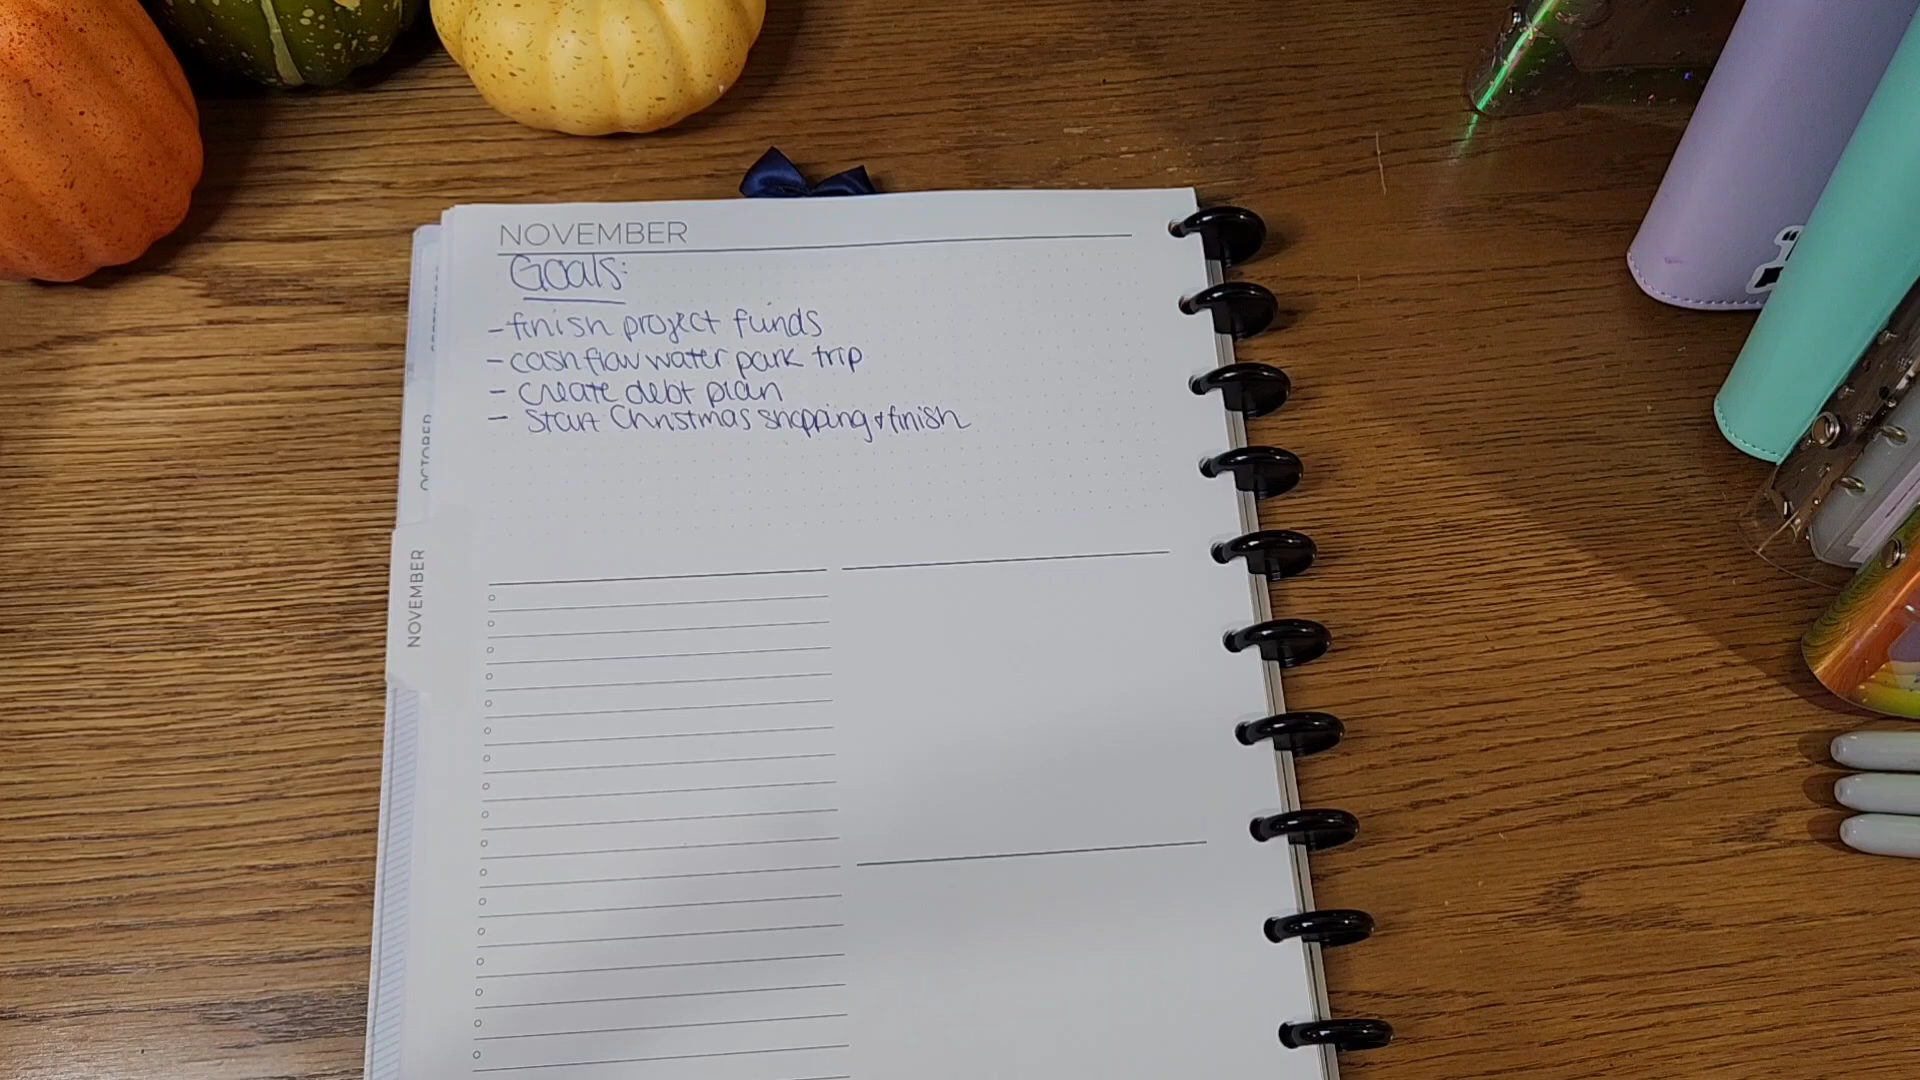 NOVEMBER
Goals:
- finish project funds
- cash flow water park trip
- create debt plan
- Start Christmas shopping & finish
OCTOBER
NOVEMBER